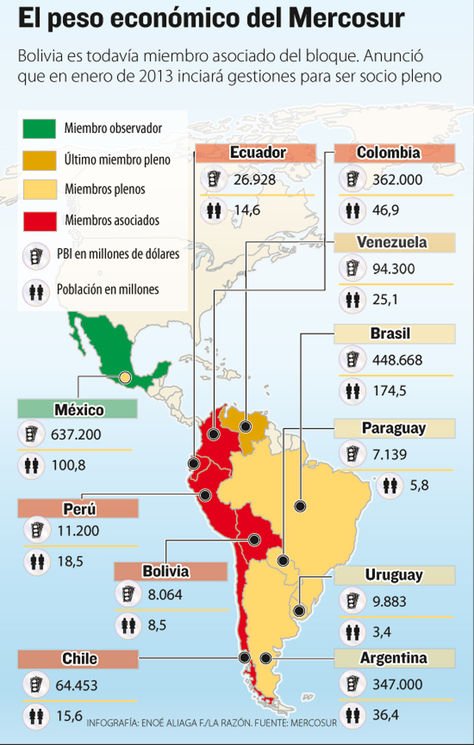 El peso económico del Mercosur
Bolivia es todavía miembro asociado del bloque. Anunció
que en enero de 2013 inciará gestiones para ser socio pleno
Miembro observador
Último miembro pleno
Miembros plenos
Miembros asociados
PBI en millones de dólares
Población en millones
Ecuador
26.928
14,6
Colombia
362.000
46,9
Venezuela
94.300
25,1
Brasil
448.668
174,5
México
637.200
100,8
Paraguay
7.139
5,8
Perú
11.200
18,5
Bolivia
8.064
8,5
Uruguay
9.883
3,4
Chile
64.453
15,6
Argentina
347.000
36,4
INFOGRAFÍA: ENOÉ ALIAGA F/LA RAZÓN. FUENTE: MERCOSUR